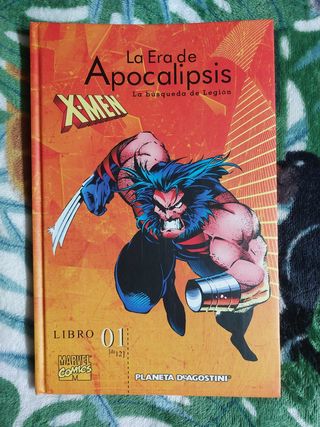 La Era de
Apocalipsis
La búsqueda de Legión
X-MEN
LIBRO 01
[de 12]
MARVEL
COMICS
M
PLANETA DeAGOSTINI